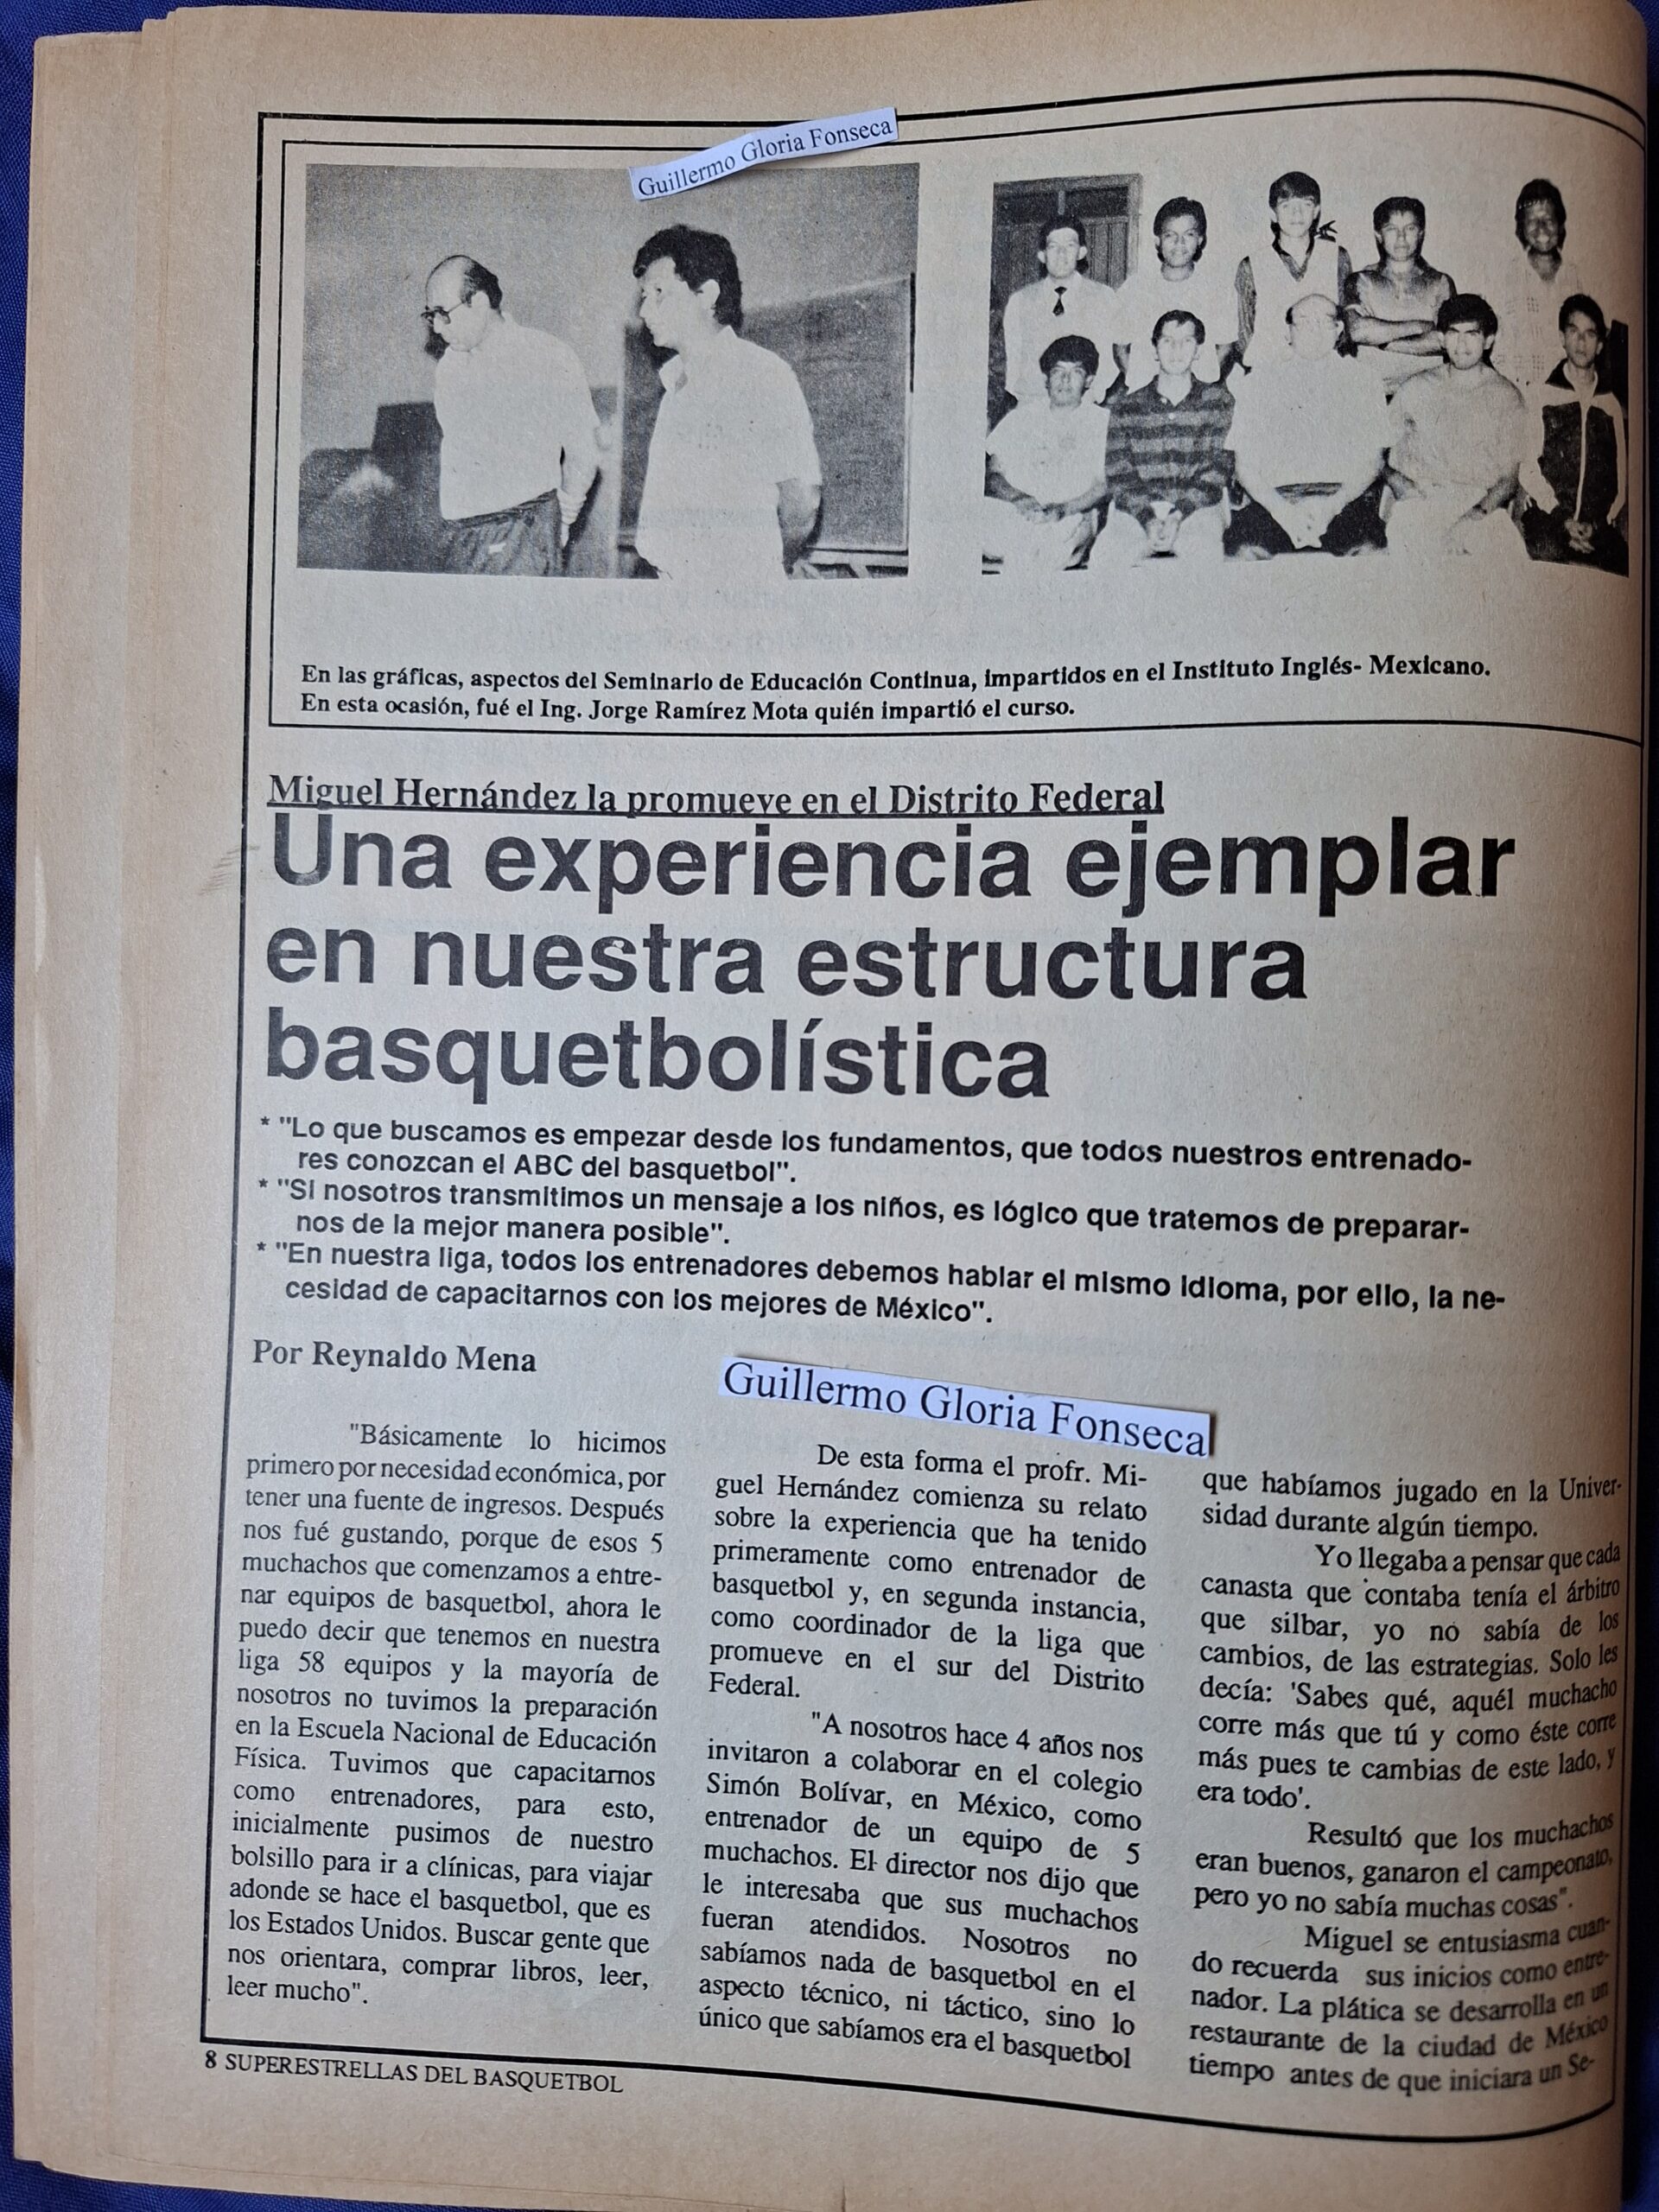 Guillermo Gloria Fonseca
En las gráficas, aspectos del Seminario de Educación Continua, impartidos en el Instituto Inglés- Mexicano.
En esta ocasión, fué el Ing. Jorge Ramírez Mota quién impartió el curso.
Miguel Hernández la promueve en el Distrito Federal
Una experiencia ejemplar
en nuestra estructura
basquetbolística
* "Lo que buscamos es empezar desde los fundamentos, que todos nuestros entrenado-
res conozcan el ABC del basquetbol".
* "Si nosotros transmitimos un mensaje a los niños, es lógico que tratemos de preparar-
nos de la mejor manera posible".
* "En nuestra liga, todos los entrenadores debemos hablar el mismo idioma, por ello, la ne-
cesidad de capacitarnos con los mejores de México".
Por Reynaldo Mena
Guillermo Gloria Fonseca
"Básicamente lo hicimos
primero por necesidad económica, por
tener una fuente de ingresos. Después
nos fué gustando, porque de esos 5
muchachos que comenzamos a entre-
nar equipos de basquetbol, ahora le
puedo decir que tenemos en nuestra
liga 58 equipos y la mayoría de
nosotros no tuvimos la preparación
en la Escuela Nacional de Educación
Física. Tuvimos que capacitarnos
como entrenadores, para esto,
inicialmente pusimos de nuestro
bolsillo para ir a clínicas, para viajar
adonde se hace el basquetbol, que es
los Estados Unidos. Buscar gente que
nos orientara, comprar libros, leer,
leer mucho".
De esta forma el profr. Mi-
guel Hernández comienza su relato
sobre la experiencia que ha tenido
primeramente como entrenador de
basquetbol y, en segunda instancia,
como coordinador de la liga que
promueve en el sur del Distrito
Federal.
"A nosotros hace 4 años nos
invitaron a colaborar en el colegio
Simón Bolívar, en México, como
entrenador de un equipo de 5
muchachos. El director nos dijo que
le interesaba que sus muchachos
fueran atendidos. Nosotros no
sabíamos nada de basquetbol en el
aspecto técnico, ni táctico, sino lo
único que sabíamos era el basquetbol
que habíamos jugado en la Univer-
sidad durante algún tiempo.
Yo llegaba a pensar que cada
canasta que contaba tenía el árbitro
que silbar, yo no sabía de los
cambios, de las estrategias. Solo les
decía: 'Sabes qué, aquél muchacho
corre más que tú y como éste corre
más pues te cambias de este lado, y
era todo'.
Resultó que los muchachos
eran buenos, ganaron el campeonato,
pero yo no sabía muchas cosas".
Miguel se entusiasma cuan-
do recuerda sus inicios como entre-
nador. La plática se desarrolla en un
restaurante de la ciudad de México
tiempo antes de que iniciara un Se-
8 SUPERESTRELLAS DEL BASQUETBOL